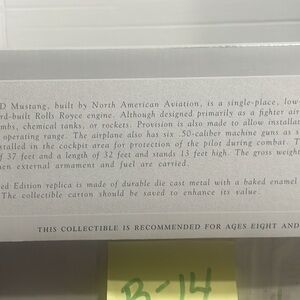 D Mustang, built by North American Aviation, is a single-place, low
rd-built Rolls Royce engine. Although designed primarily as a fighter air
mbs, chemical tanks, or rockets. Provision is also made to allow installat
operating range. The airplane also has six .50-caliber machine guns as s
nstalled in the cockpit area for protection of the pilot during combat. T
of 37 feet and a length of 32 feet and stands 13 feet high. The gross weight
hen external armament and fuel are carried.
ed Edition replica is made of durable die cast metal with a baked enamel
The collectible carton should be saved to enhance its value.
THIS COLLECTIBLE IS RECOMMENDED FOR AGES EIGHT AND
B-14